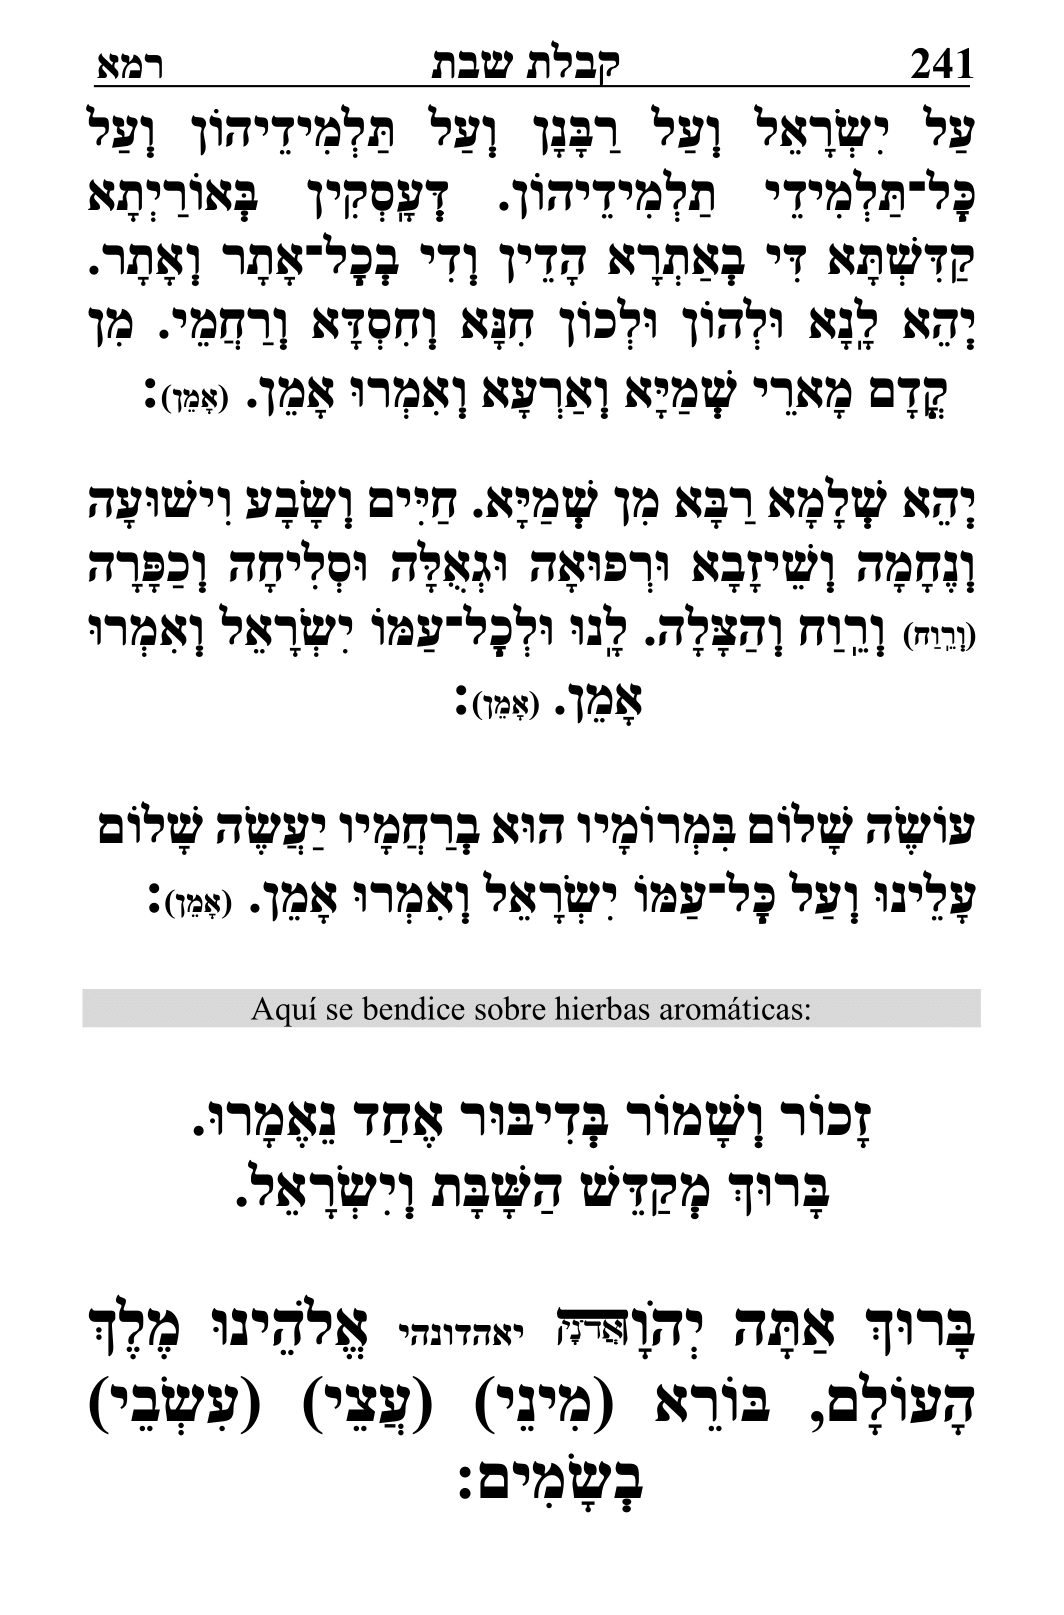 241 קבלת שבת רמא
עַל יִשְׂרָאֵל וְעַל רַבָּנָן וְעַל תַּלְמִידֵיהוֹן וְעַל
כָּל־תַּלְמִידֵי תַלְמִידֵיהוֹן. דְּעָסְקִין בְּאוֹרַיְתָא
קַדִּשְׁתָּא דִּי בְאַתְרָא הָדֵין וְדִי בְכָל־אֲתָר וְאֲתָר.
יְהֵא לָנָא וּלְהוֹן וּלְכוֹן חִנָּא וְחִסְדָּא וְרַחֲמֵי. מִן
קֳדָם מָארֵי שְׁמַיָּא וְאַרְעָא וְאִמְרוּ אָמֵן. (אָמֵן):
יְהֵא שְׁלָמָא רַבָּא מִן שְׁמַיָּא. חַיִּים וְשָׂבָע וִישׁוּעָה
וְנֶחָמָה וְשֵׁיזָבָא וּרְפוּאָה וּגְאֻלָּה וּסְלִיחָה וְכַפָּרָה
(וְרֵוַח) וְרֵוַח וְהַצָּלָה. לָנוּ וּלְכָל־עַמּוֹ יִשְׂרָאֵל וְאִמְרוּ
אָמֵן. (אָמֵן):
עוֹשֶׂה שָׁלוֹם בִּמְרוֹמָיו הוּא בְרַחֲמָיו יַעֲשֶׂה שָׁלוֹם
עָלֵינוּ וְעַל כָּל־עַמּוֹ יִשְׂרָאֵל וְאִמְרוּ אָמֵן. (אָמֵן):
Aquí se bendice sobre hierbas aromáticas:
זָכוֹר וְשָׁמוֹר בְּדִיבּוּר אֶחַד נֵאֶמָרוּ.
בָּרוּךְ מְקַדֵּשׁ הַשַּׁבָּת וְיִשְׂרָאֵל.
בָּרוּךְ אַתָּה יְהֹוָה אֲדֹנָי יאהדונהי אֱלֹהֵינוּ מֶלֶךְ
הָעוֹלָם, בּוֹרֵא (מִינֵי) (עֲצֵי) (עִשְׂבֵי)
בְשָׂמִים: